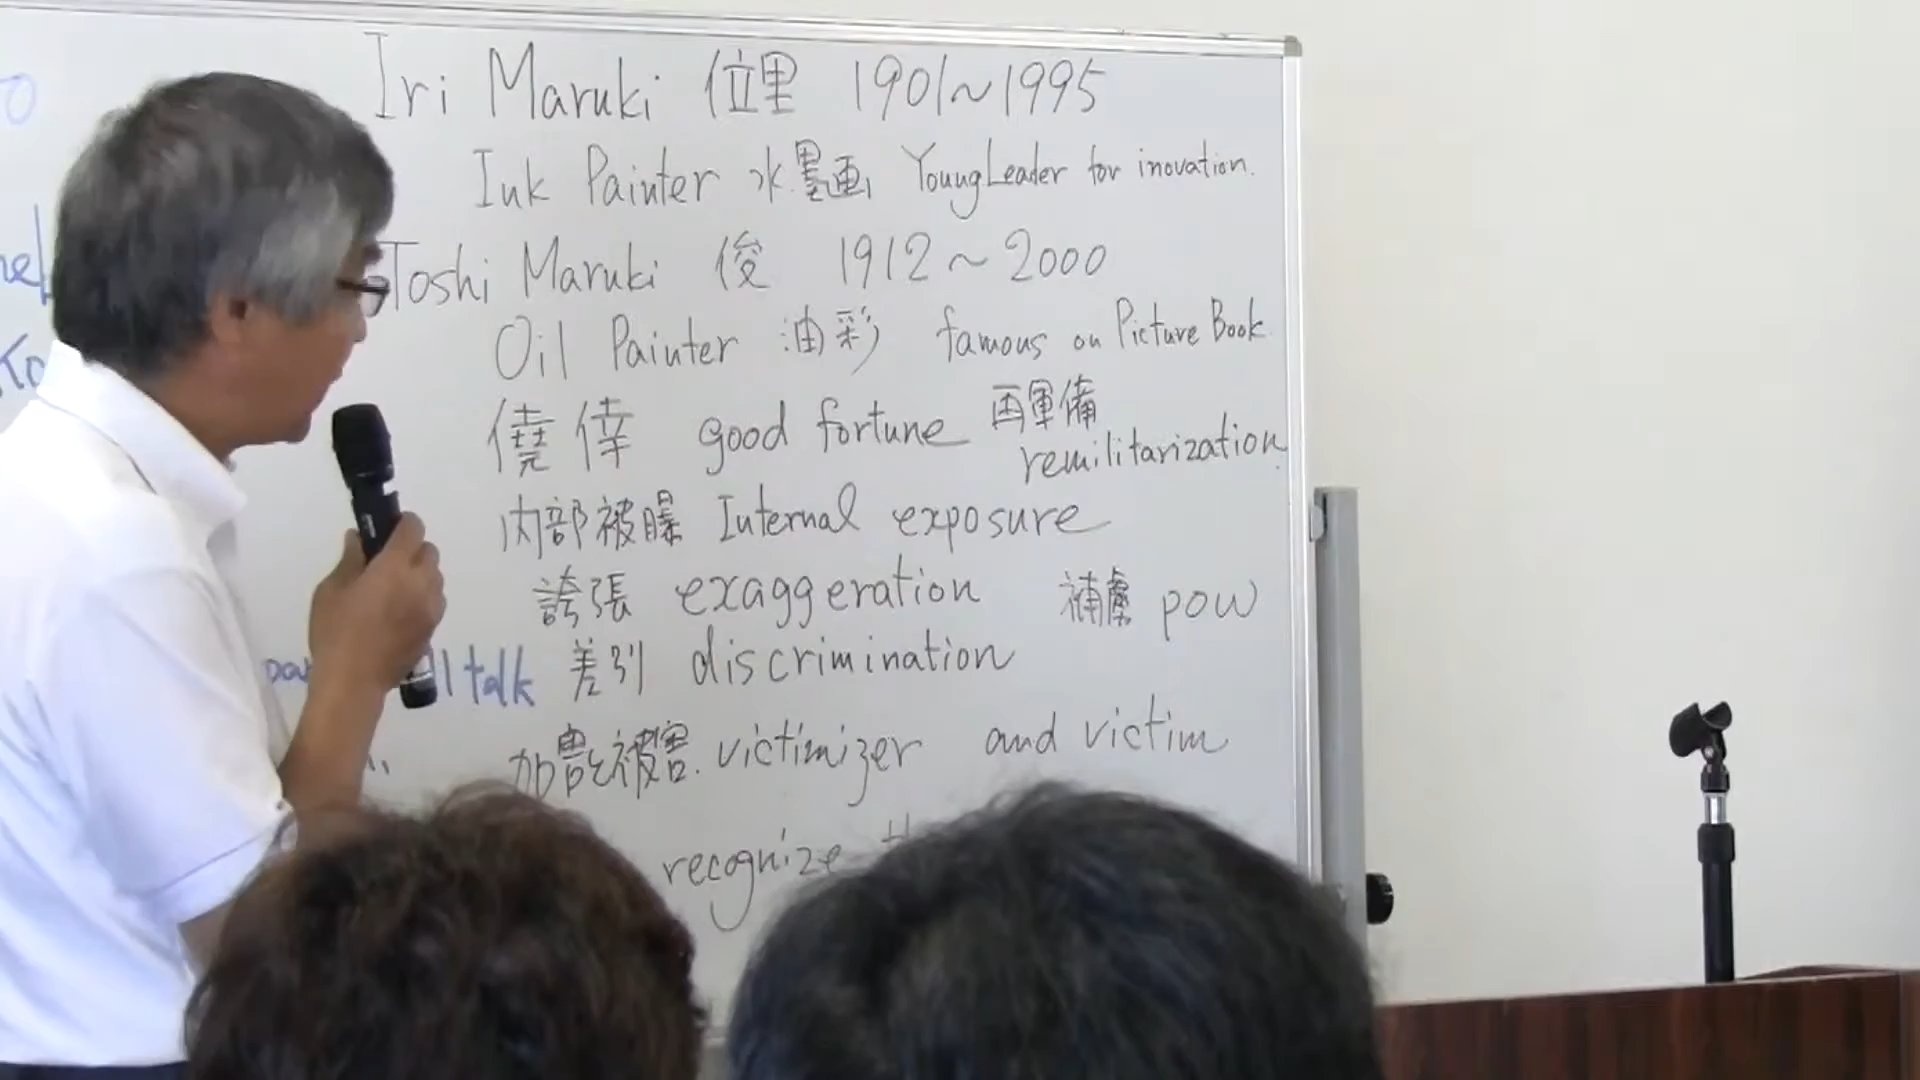 Iri Maruki 位里 1901~1995
Ink Painter 水墨画 Young Leader for inovation.
Toshi Maruki 俊 1912~2000
Oil Painter 油彩 famous on Picture Book
僥倖 good fortune 再軍備
remilitarization
内部被曝 Internal exposure
誇張 exaggeration 捕虜 pow
talk 差別 discrimination
加害と被害. victimizer and victim
recognize